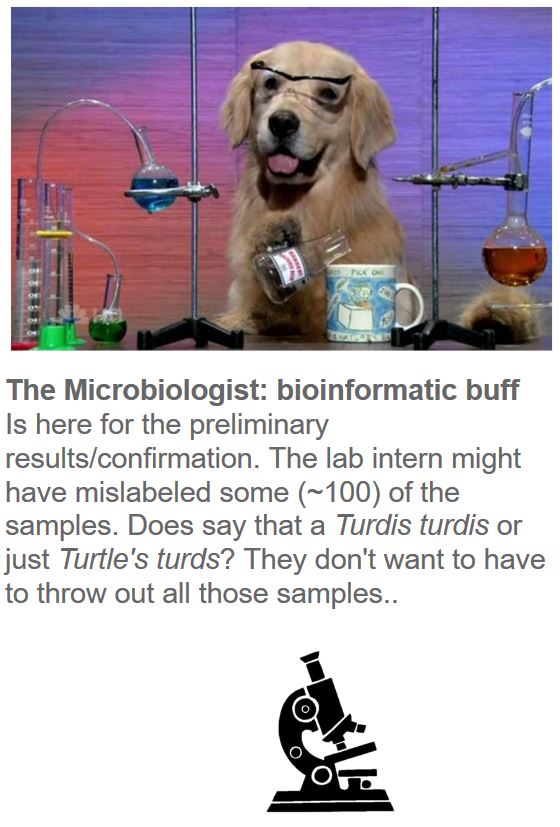 PICK ONE
The Microbiologist: bioinformatic buff
Is here for the preliminary
results/confirmation. The lab intern might
have mislabeled some (~100) of the
samples. Does say that a Turdis turdis or
just Turtle's turds? They don't want to have
to throw out all those samples..